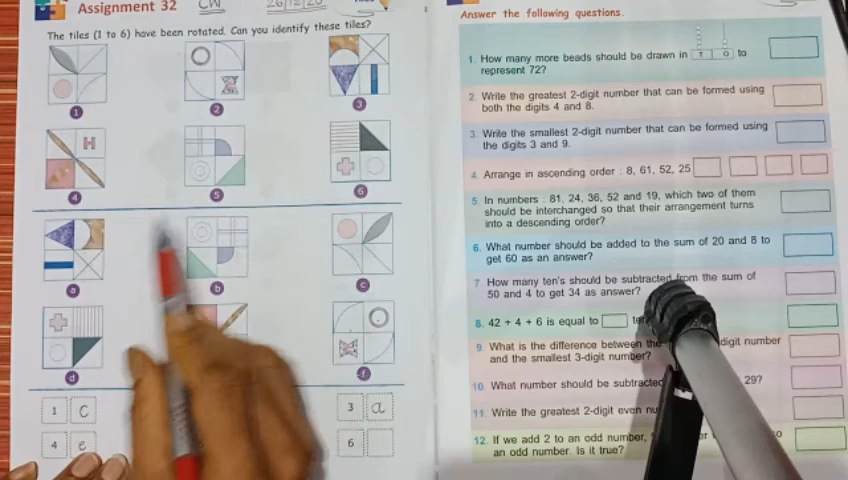 Assignment 32 CW 26/12/20
The tiles (1 to 6) have been rotated. Can you identify these tiles?
1 2 3
H
4 5 6
a b c
d f
1 C 3 a
4 e 6
Answer the following questions.
1. How many more beads should be drawn in T O to
represent 72?
2. Write the greatest 2-digit number that can be formed using
both the digits 4 and 8.
3. Write the smallest 2-digit number that can be formed using
the digits 3 and 9.
4. Arrange in ascending order : 8, 61, 52, 25
5. In numbers : 81, 24, 36, 52 and 19, which two of them
should be interchanged so that their arrangement turns
into a descending order?
6. What number should be added to the sum of 20 and 8 to
get 60 as an answer?
7. How many ten's should be subtracted from the sum of
50 and 4 to get 34 as answer?
8. 42 + 4 + 6 is equal to
9. What is the difference between the digit number
and the smallest 3-digit number?
10. What number should be subtracted 29?
11. Write the greatest 2-digit even
12. If we add 2 to an odd number,
an odd number. Is it true?